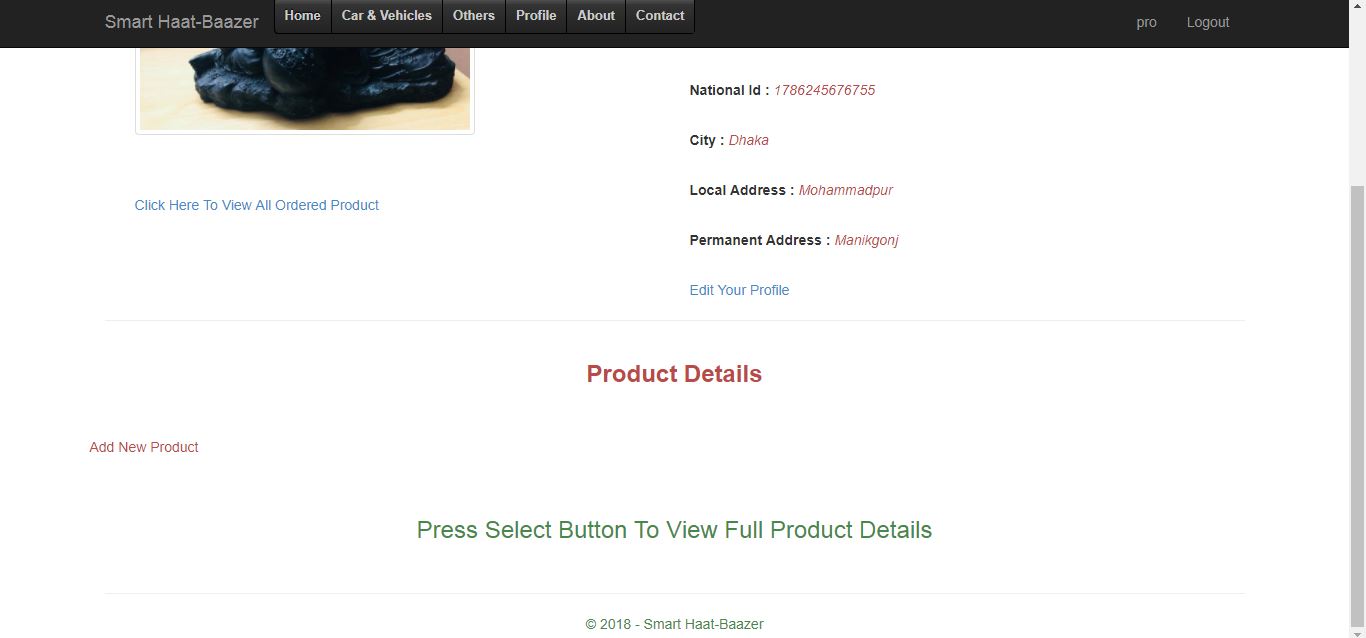 Smart Haat-Baazer Home Car & Vehicles Others Profile About Contact pro Logout
National Id : 1786245676755
City : Dhaka
Local Address : Mohammadpur
Click Here To View All Ordered Product
Permanent Address : Manikgonj
Edit Your Profile
Product Details
Add New Product
Press Select Button To View Full Product Details
© 2018 - Smart Haat-Baazer